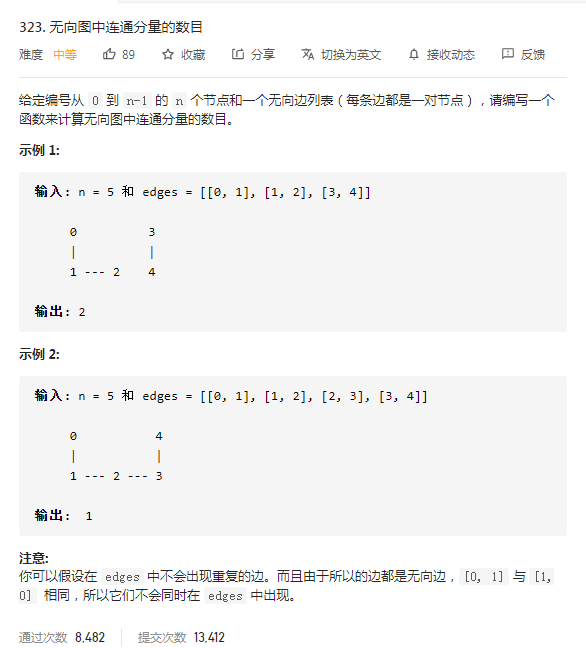 323. 无向图中连通分量的数目
难度 中等 89 收藏 分享 切换为英文 接收动态 反馈
给定编号从 0 到 n-1 的 n 个节点和一个无向边列表（每条边都是一对节点），请编写一个
函数来计算无向图中连通分量的数目。
示例 1:
输入: n = 5 和 edges = [[0, 1], [1, 2], [3, 4]]
0 3
| |
1 --- 2 4
输出: 2
示例 2:
输入: n = 5 和 edges = [[0, 1], [1, 2], [2, 3], [3, 4]]
0 4
| |
1 --- 2 --- 3
输出: 1
注意:
你可以假设在 edges 中不会出现重复的边。而且由于所以的边都是无向边，[0, 1] 与 [1,
0] 相同，所以它们不会同时在 edges 中出现。
通过次数 8,482 提交次数 13,412